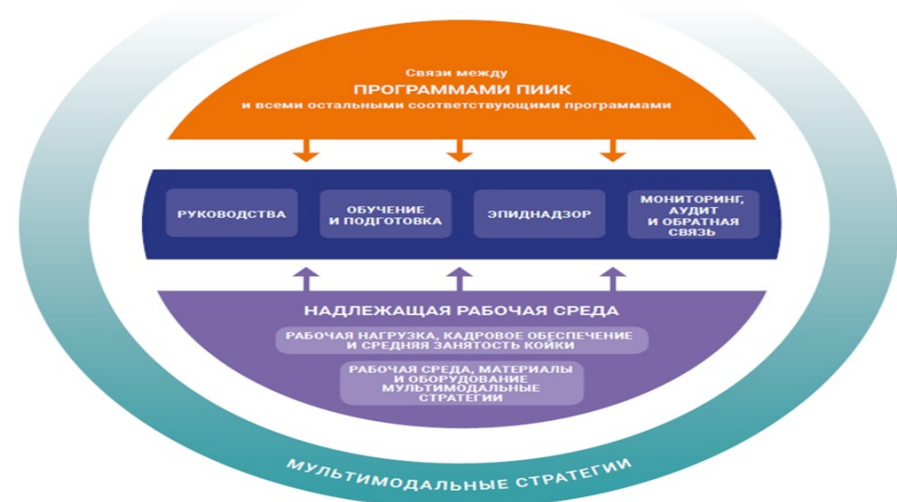 Связи между
ПРОГРАММАМИ ПИИК
и всеми остальными соответствующими программами
РУКОВОДСТВА
ОБУЧЕНИЕ
И ПОДГОТОВКА
ЭПИДНАДЗОР
МОНИТОРИНГ,
АУДИТ
И ОБРАТНАЯ
СВЯЗЬ
НАДЛЕЖАЩАЯ РАБОЧАЯ СРЕДА
РАБОЧАЯ НАГРУЗКА, КАДРОВОЕ ОБЕСПЕЧЕНИЕ
И СРЕДНЯЯ ЗАНЯТОСТЬ КОЙКИ
РАБОЧАЯ СРЕДА, МАТЕРИАЛЫ
И ОБОРУДОВАНИЕ
МУЛЬТИМОДАЛЬНЫЕ
СТРАТЕГИИ
МУЛЬТИМОДАЛЬНЫЕ СТРАТЕГИИ